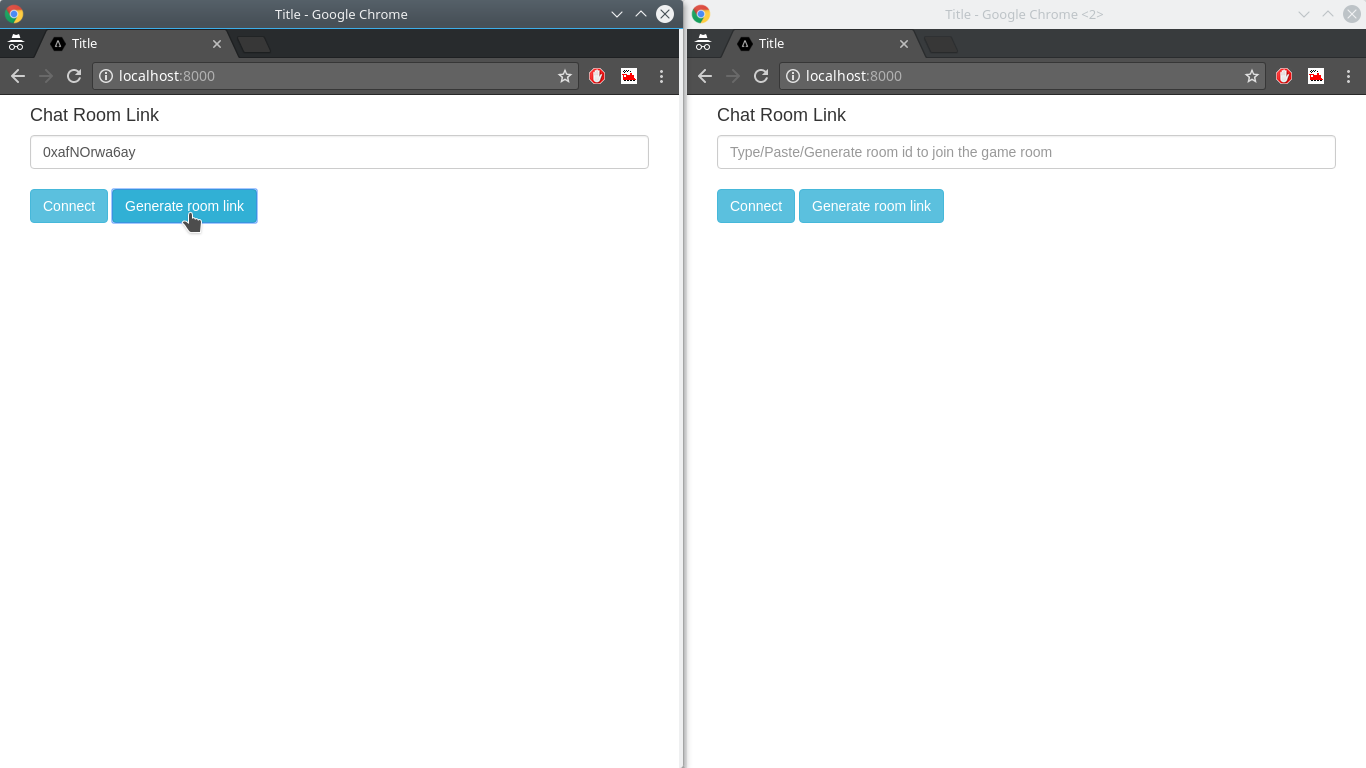 Title - Google Chrome
Title
localhost:8000
Chat Room Link
0xafNOrwa6ay
Connect
Generate room link
Title - Google Chrome <2>
Title
localhost:8000
Chat Room Link
Type/Paste/Generate room id to join the game room
Connect
Generate room link